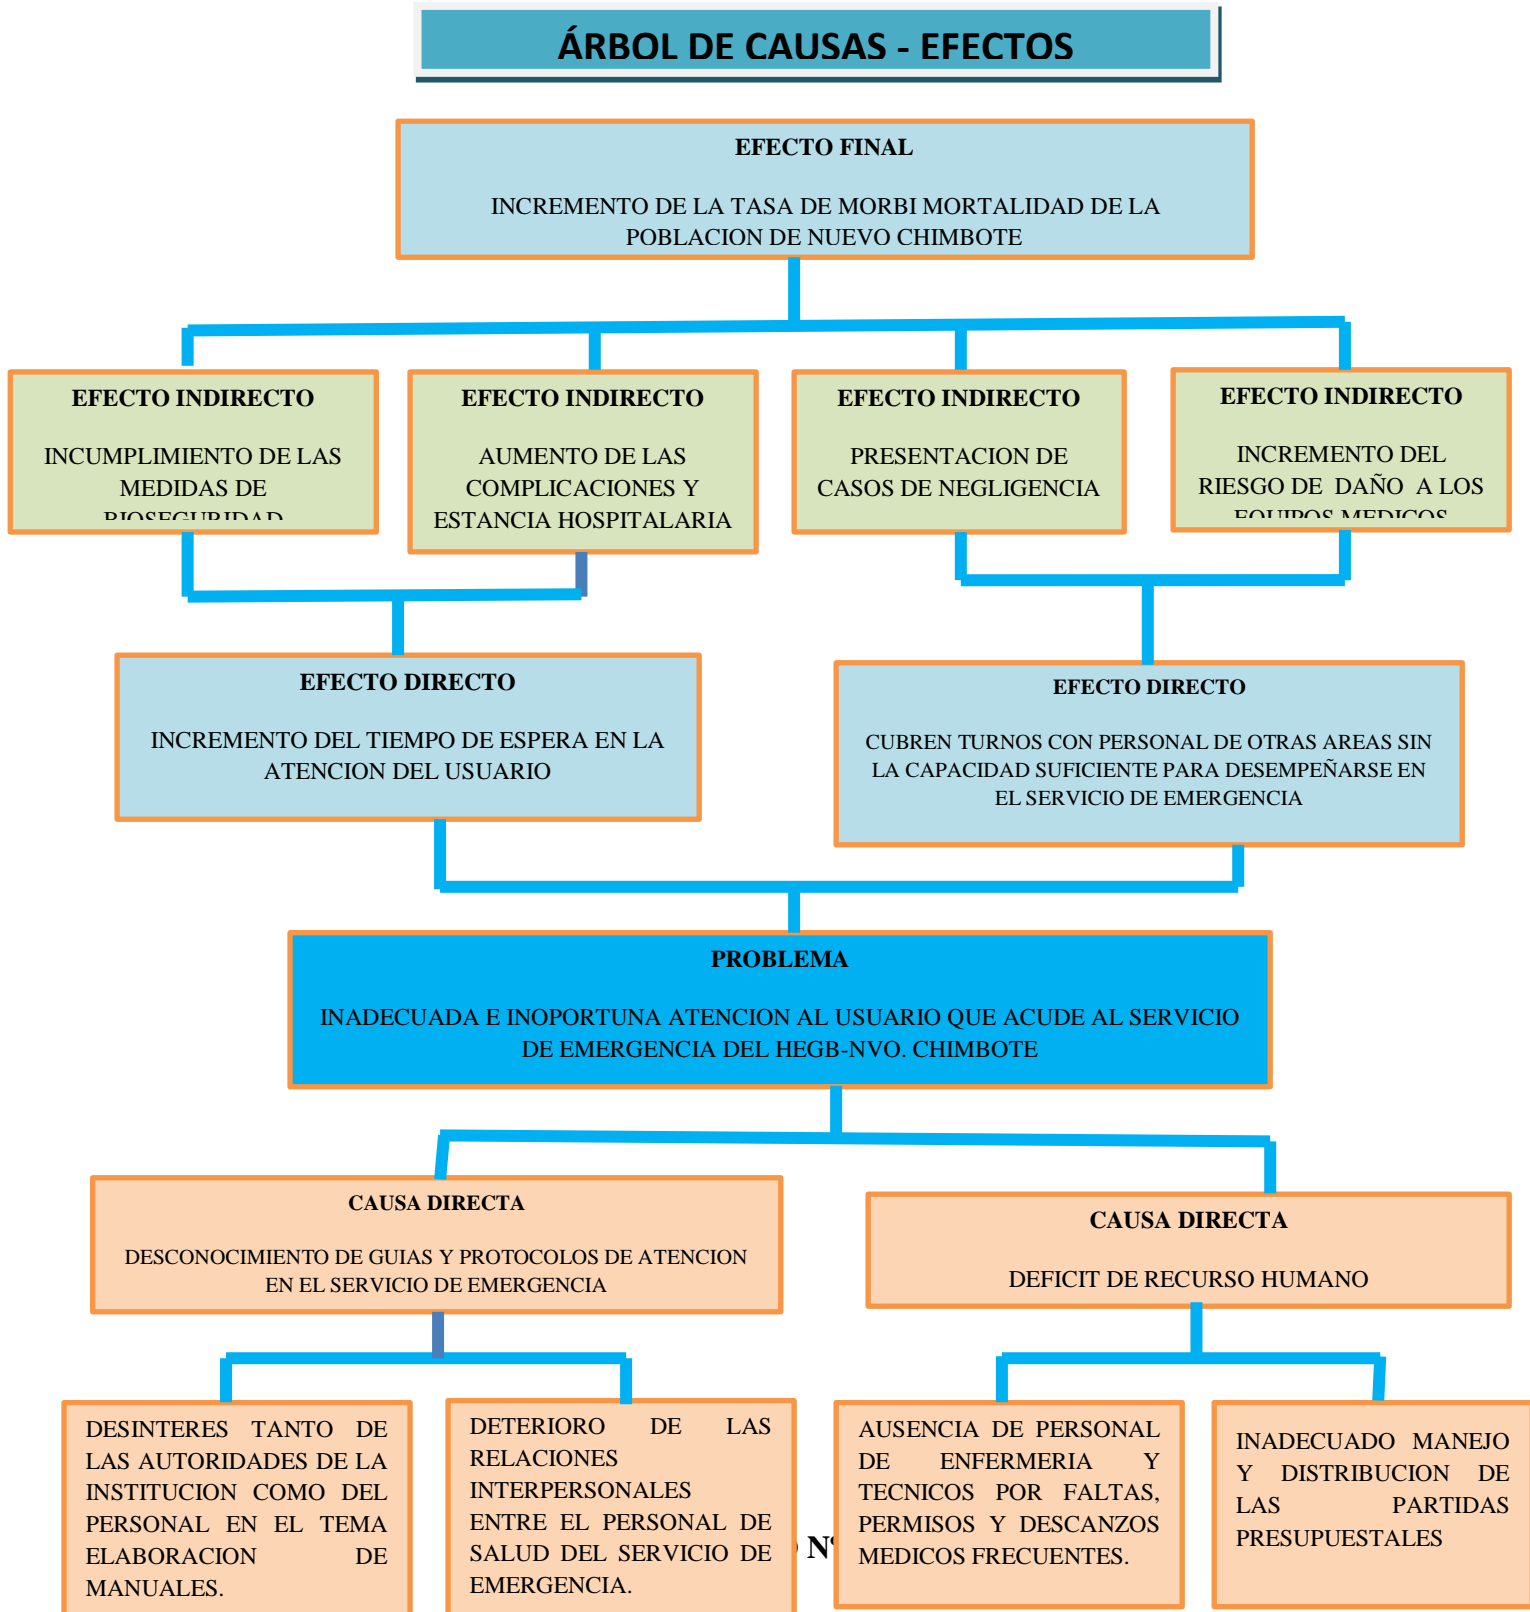 ÁRBOL DE CAUSAS - EFECTOS
EFECTO FINAL
INCREMENTO DE LA TASA DE MORBI MORTALIDAD DE LA
POBLACION DE NUEVO CHIMBOTE
EFECTO INDIRECTO
INCUMPLIMIENTO DE LAS
MEDIDAS DE
BIOSEGURIDAD
EFECTO INDIRECTO
AUMENTO DE LAS
COMPLICACIONES Y
ESTANCIA HOSPITALARIA
EFECTO INDIRECTO
PRESENTACION DE
CASOS DE NEGLIGENCIA
EFECTO INDIRECTO
INCREMENTO DEL
RIESGO DE DAÑO A LOS
EQUIPOS MEDICOS
EFECTO DIRECTO
INCREMENTO DEL TIEMPO DE ESPERA EN LA
ATENCION DEL USUARIO
EFECTO DIRECTO
CUBREN TURNOS CON PERSONAL DE OTRAS AREAS SIN
LA CAPACIDAD SUFICIENTE PARA DESEMPEÑARSE EN
EL SERVICIO DE EMERGENCIA
PROBLEMA
INADECUADA E INOPORTUNA ATENCION AL USUARIO QUE ACUDE AL SERVICIO
DE EMERGENCIA DEL HEGB-NVO. CHIMBOTE
CAUSA DIRECTA
DESCONOCIMIENTO DE GUIAS Y PROTOCOLOS DE ATENCION
EN EL SERVICIO DE EMERGENCIA
CAUSA DIRECTA
DEFICIT DE RECURSO HUMANO
DESINTERES TANTO DE
LAS AUTORIDADES DE LA
INSTITUCION COMO DEL
PERSONAL EN EL TEMA
ELABORACION DE
MANUALES.
DETERIORO DE LAS
RELACIONES
INTERPERSONALES
ENTRE EL PERSONAL DE
SALUD DEL SERVICIO DE
EMERGENCIA.
AUSENCIA DE PERSONAL
DE ENFERMERIA Y
TECNICOS POR FALTAS,
PERMISOS Y DESCANZOS
MEDICOS FRECUENTES.
INADECUADO MANEJO
Y DISTRIBUCION DE
LAS PARTIDAS
PRESUPUESTALES